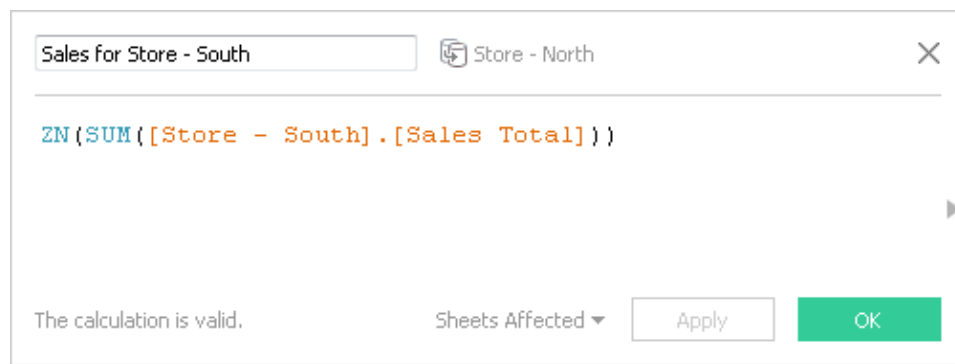 Sales for Store - South Store - North
ZN(SUM([Store - South].[Sales Total]))
The calculation is valid. Sheets Affected Apply OK